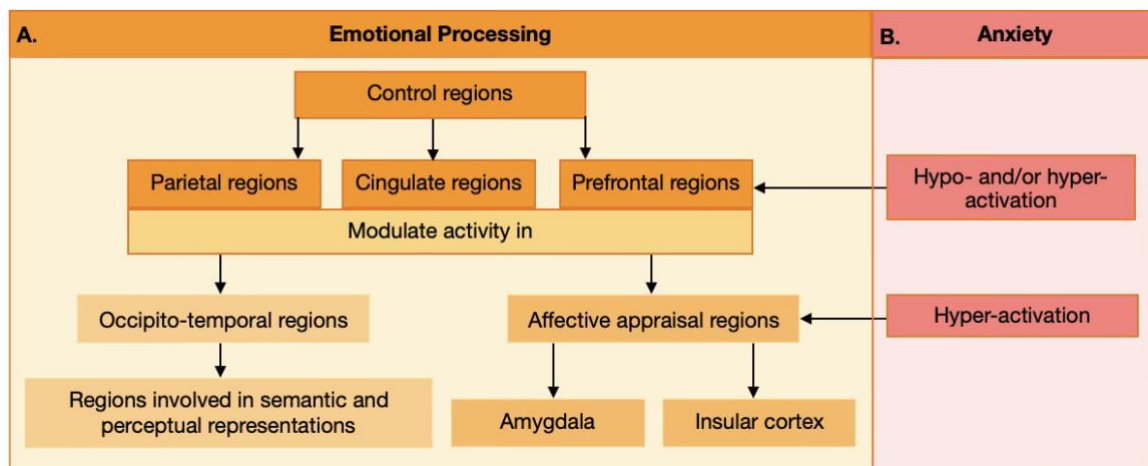 A.
Emotional Processing
B.
Anxiety
Control regions
Parietal regions
Cingulate regions
Prefrontal regions
Hypo- and/or hyper-
activation
Modulate activity in
Occipito-temporal regions
Affective appraisal regions
Hyper-activation
Regions involved in semantic and
perceptual representations
Amygdala
Insular cortex